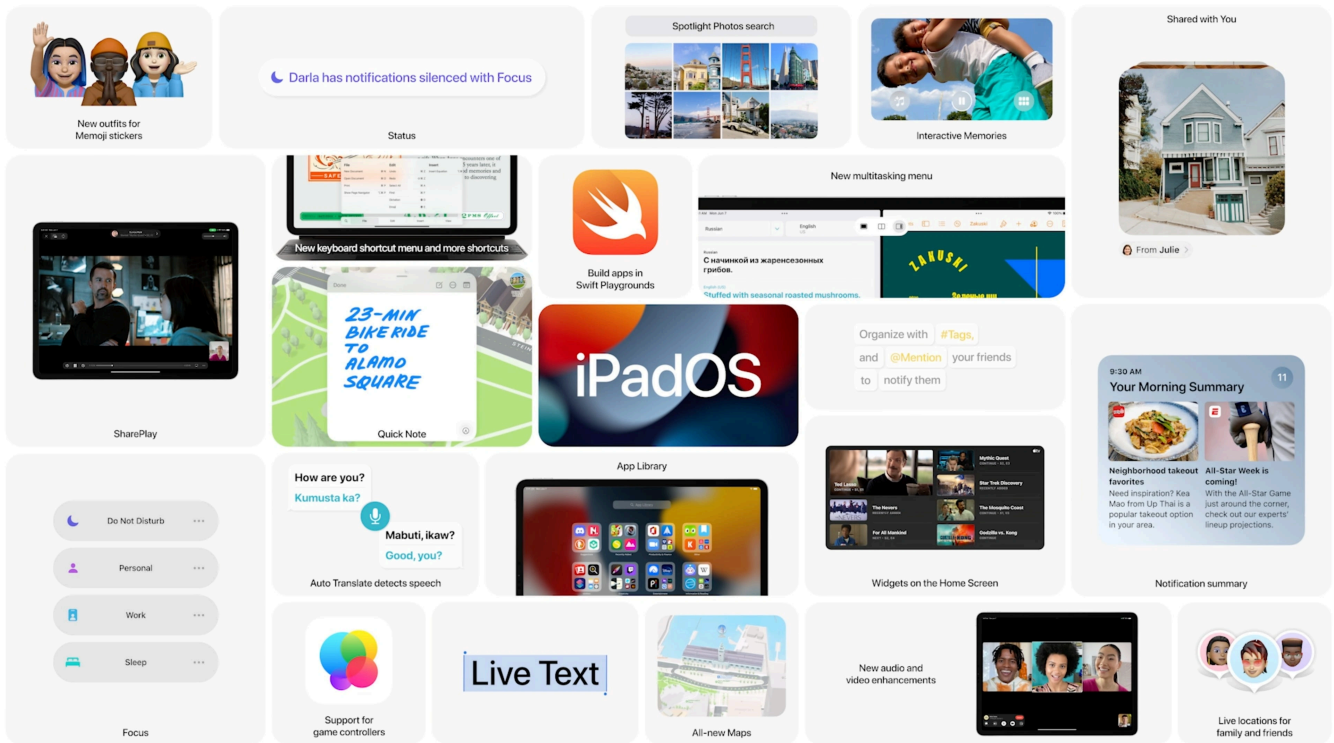 New outfits for
Memoji stickers
Darla has notifications silenced with Focus
Status
Spotlight Photos search
Interactive Memories
Shared with You
From Julie
SharePlay
New keyboard shortcut menu and more shortcuts
Build apps in
Swift Playgrounds
New multitasking menu
Russian
English
Russian
С начинкой из жаренсезонных
грибов.
English (US)
Stuffed with seasonal roasted mushrooms.
ZAKUSKI
Done
23-MIN
BIKE RIDE
TO
ALAMO
SQUARE
Quick Note
STEIN
iPadOS
Organize with #Tags,
and @Mention your friends
to notify them
9:30 AM
11
Your Morning Summary
Neighborhood takeout
favorites
Need inspiration? Kea
Mao from Up Thai is a
popular takeout option
in your area.
All-Star Week is
coming!
With the All-Star Game
just around the corner,
check out our experts'
lineup projections.
Notification summary
Do Not Disturb
Personal
Work
Sleep
Focus
How are you?
Kumusta ka?
Mabuti, ikaw?
Good, you?
Auto Translate detects speech
App Library
Ted Lasso
Mythic Quest
Star Trek Discovery
The Nevers
The Mosquito Coast
For All Mankind
Godzilla vs. Kong
Widgets on the Home Screen
Support for
game controllers
Live Text
All-new Maps
New audio and
video enhancements
Live locations for
family and friends